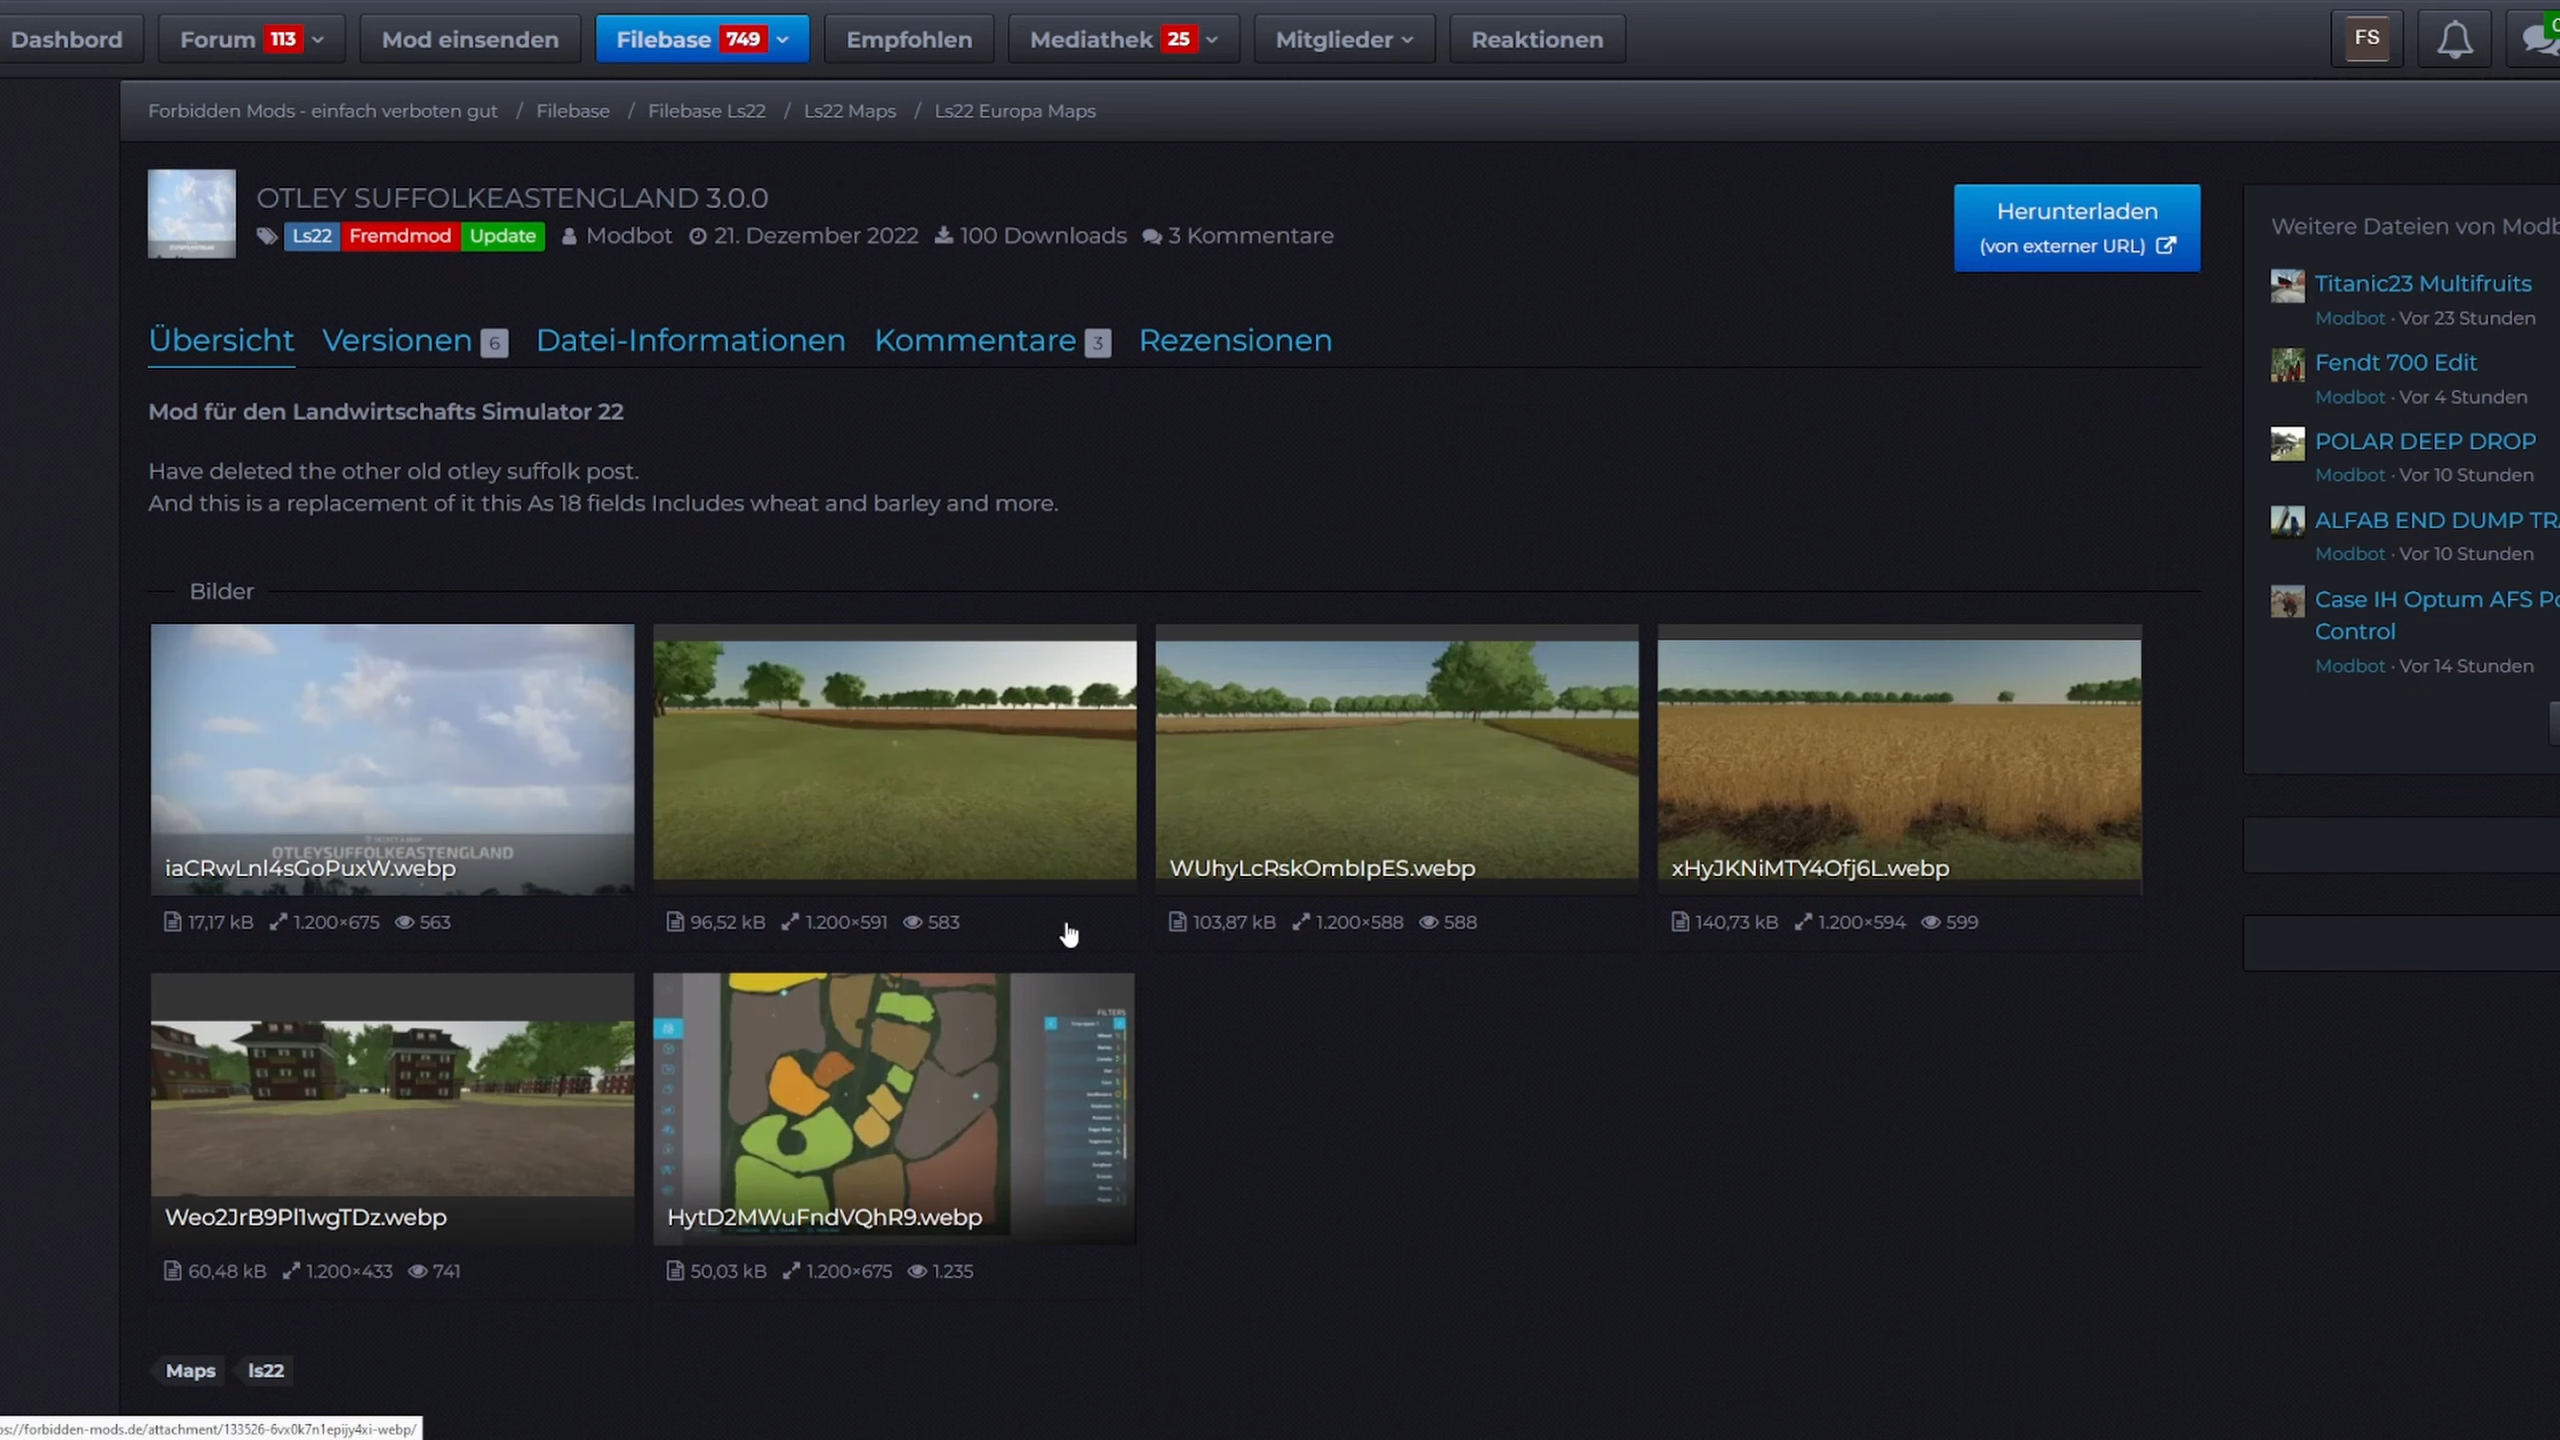 Dashbord
Forum 113
Mod einsenden
Filebase 749
Empfohlen
Mediathek 25
Mitglieder
Reaktionen
FS
Forbidden Mods - einfach verboten gut / Filebase / Filebase Ls22 / Ls22 Maps / Ls22 Europa Maps
OTLEY SUFFOLKEASTENGLAND 3.0.0
Ls22 Fremdmod Update Modbot 21. Dezember 2022 100 Downloads 3 Kommentare
Herunterladen
(von externer URL)
Übersicht
Versionen 6
Datei-Informationen
Kommentare 3
Rezensionen
Mod für den Landwirtschafts Simulator 22
Have deleted the other old otley suffolk post.
And this is a replacement of it this As 18 fields Includes wheat and barley and more.
Bilder
SELECT A MAP
OTLEYSUFFOLKEASTENGLAND
iaCRwLnl4sGoPuxW.webp
17,17 kB 1.200×675 563
96,52 kB 1.200×591 583
WUhyLcRskOmbIpES.webp
103,87 kB 1.200×588 588
xHyJKNiMTY4Ofj6L.webp
140,73 kB 1.200×594 599
Weo2JrB9Pl1wgTDz.webp
60,48 kB 1.200×433 741
FILTERS
HytD2MWuFndVQhR9.webp
50,03 kB 1.200×675 1.235
Maps
ls22
Weitere Dateien von Modb
Titanic23 Multifruits
Modbot · Vor 23 Stunden
Fendt 700 Edit
Modbot · Vor 4 Stunden
POLAR DEEP DROP
Modbot · Vor 10 Stunden
ALFAB END DUMP TRA
Modbot · Vor 10 Stunden
Case IH Optum AFS Po
Control
Modbot · Vor 14 Stunden
ps://forbidden-mods.de/attachment/133526-6vx0k7n1epijy4xi-webp/